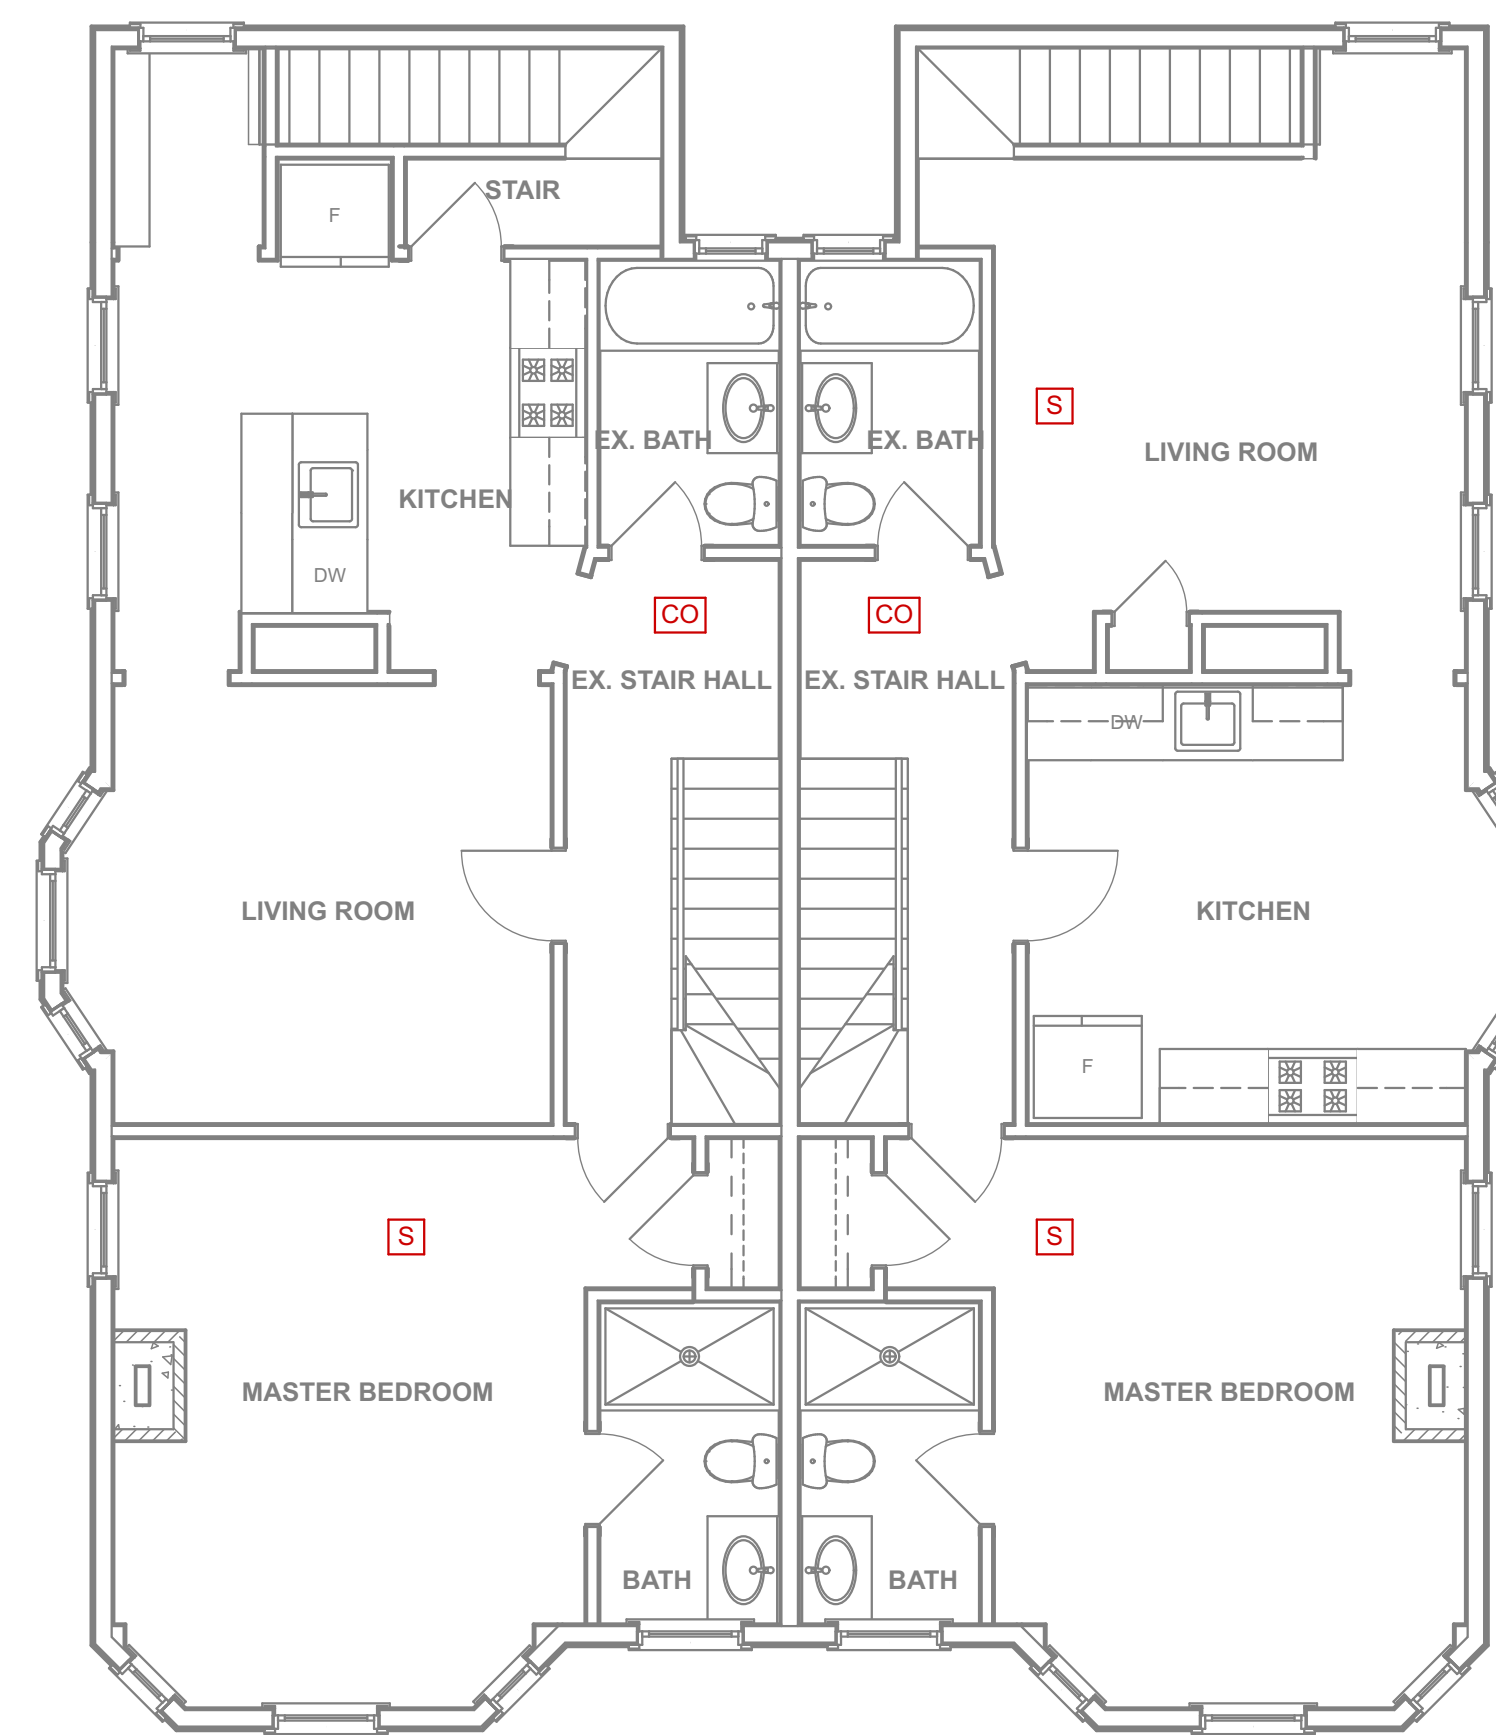 STAIR
F
S
EX. BATH
EX. BATH
LIVING ROOM
KITCHEN
DW
CO
CO
EX. STAIR HALL
EX. STAIR HALL
DW
LIVING ROOM
KITCHEN
F
S
S
MASTER BEDROOM
MASTER BEDROOM
BATH
BATH